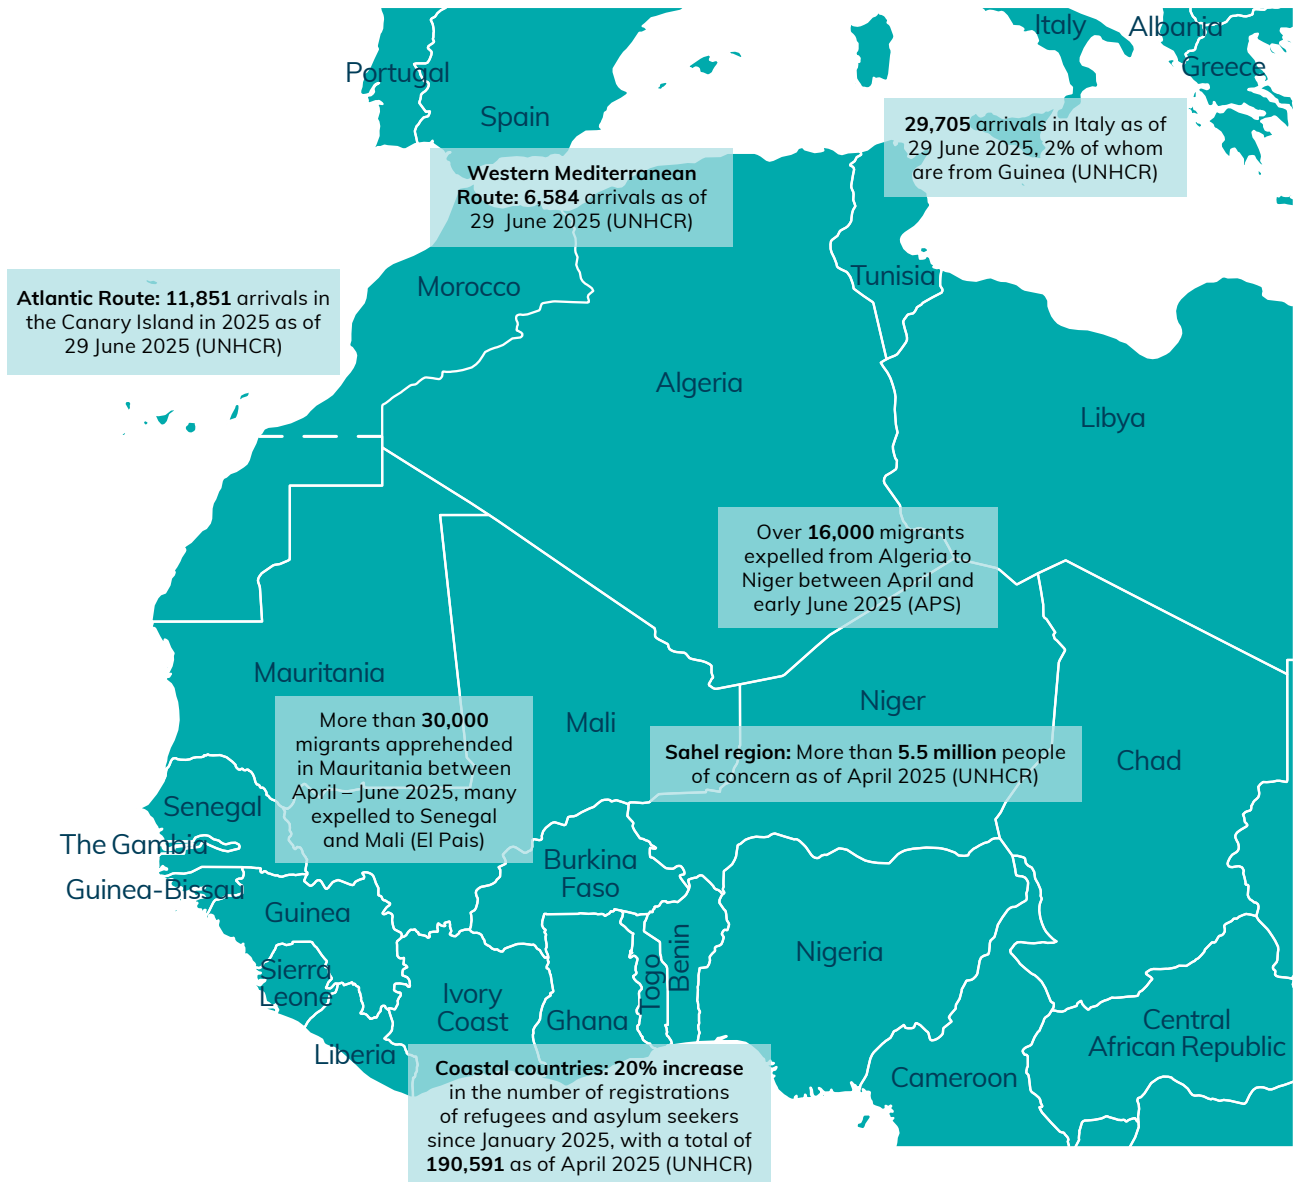 Italy
Albania
Portugal
Greece
Spain
29,705 arrivals in Italy as of
29 June 2025, 2% of whom
are from Guinea (UNHCR)
Western Mediterranean
Route: 6,584 arrivals as of
29 June 2025 (UNHCR)
Tunisia
Morocco
Atlantic Route: 11,851 arrivals in
the Canary Island in 2025 as of
29 June 2025 (UNHCR)
Algeria
Libya
Over 16,000 migrants
expelled from Algeria to
Niger between April and
early June 2025 (APS)
Mauritania
Niger
Mali
More than 30,000
migrants apprehended
in Mauritania between
April – June 2025, many
expelled to Senegal
and Mali (El Pais)
Sahel region: More than 5.5 million people
of concern as of April 2025 (UNHCR)
Chad
Senegal
The Gambia
Guinea-Bissau
Burkina
Faso
Guinea
Nigeria
Benin
Togo
Sierra
Leone
Ivory
Coast
Ghana
Central
African Republic
Liberia
Cameroon
Coastal countries: 20% increase
in the number of registrations
of refugees and asylum seekers
since January 2025, with a total of
190,591 as of April 2025 (UNHCR)